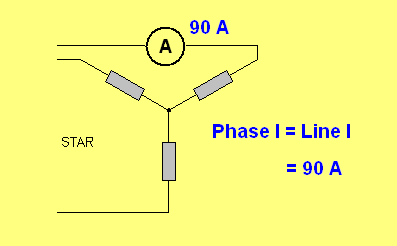 90 A
A
Phase I = Line I
STAR
= 90 A